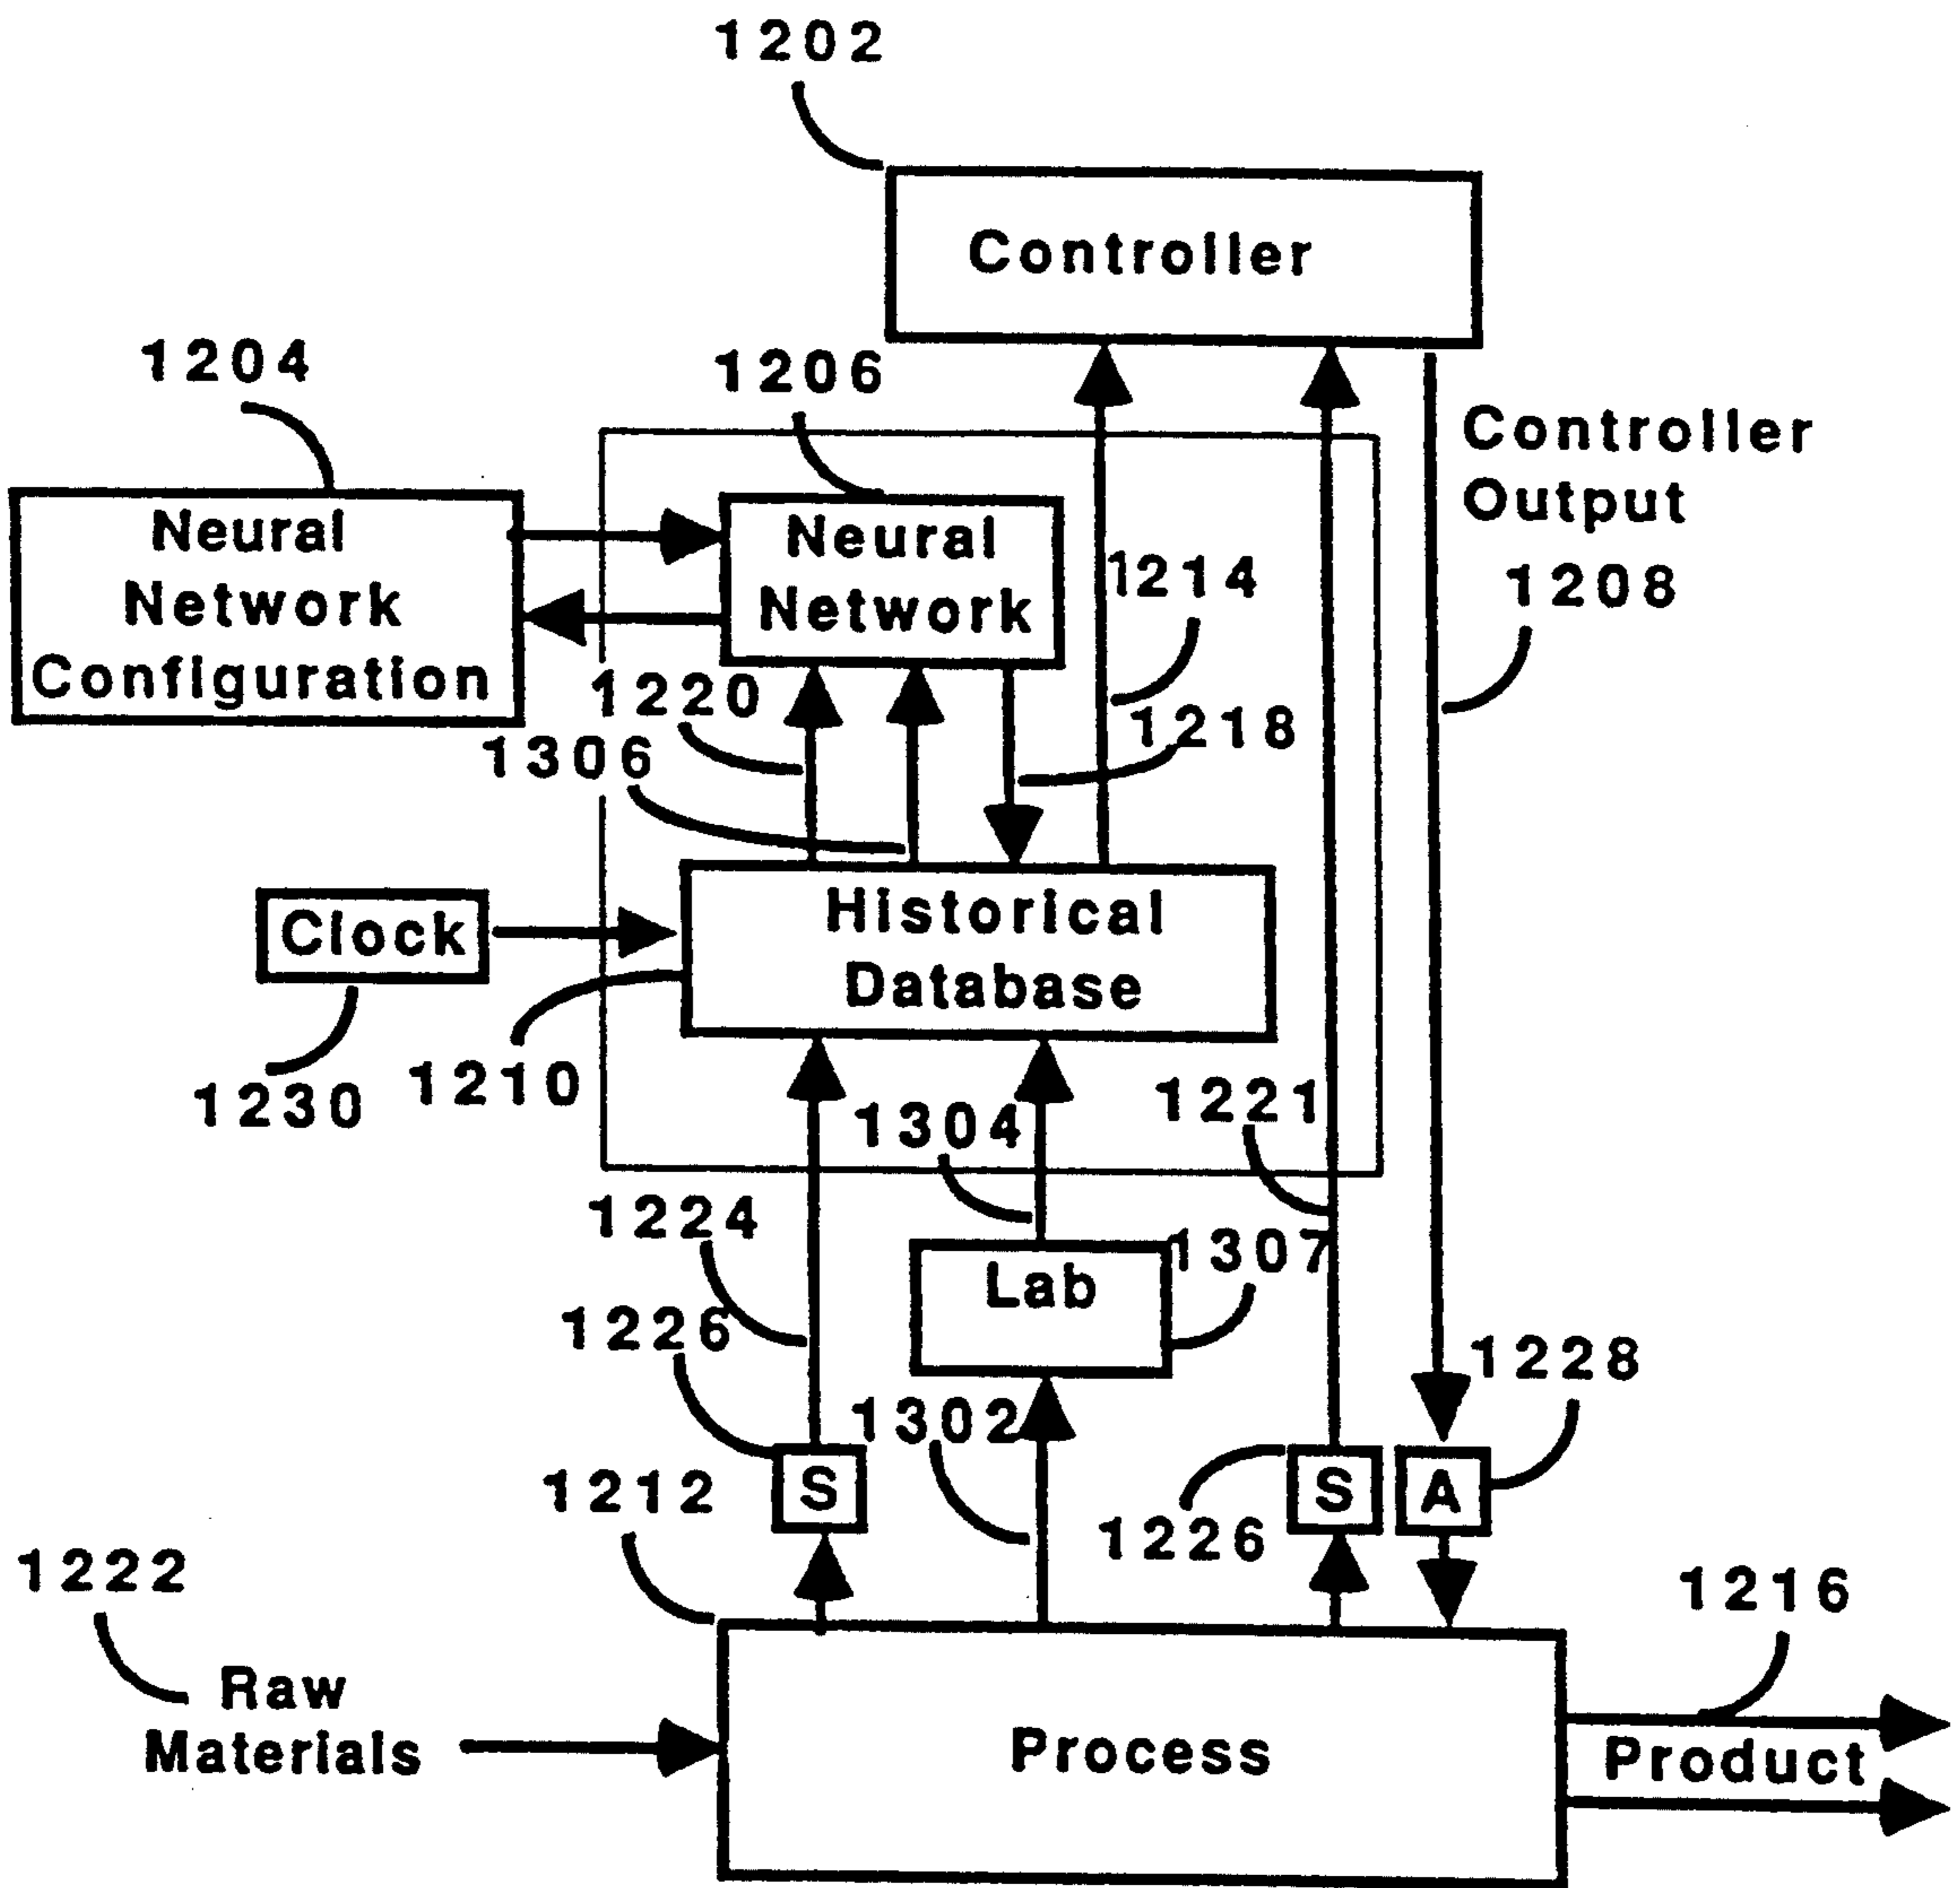 1202
Controller
1204
1206
Controller
Output
1208
Neural
Network
Configuration
Neural
Network
1214
1220
1218
1306
Clock
Historical
Database
1230
1210
1304
1221
1224
1307
Lab
1226
1228
1302
1212
S
S
A
1226
1222
1216
Raw
Materials
Process
Product